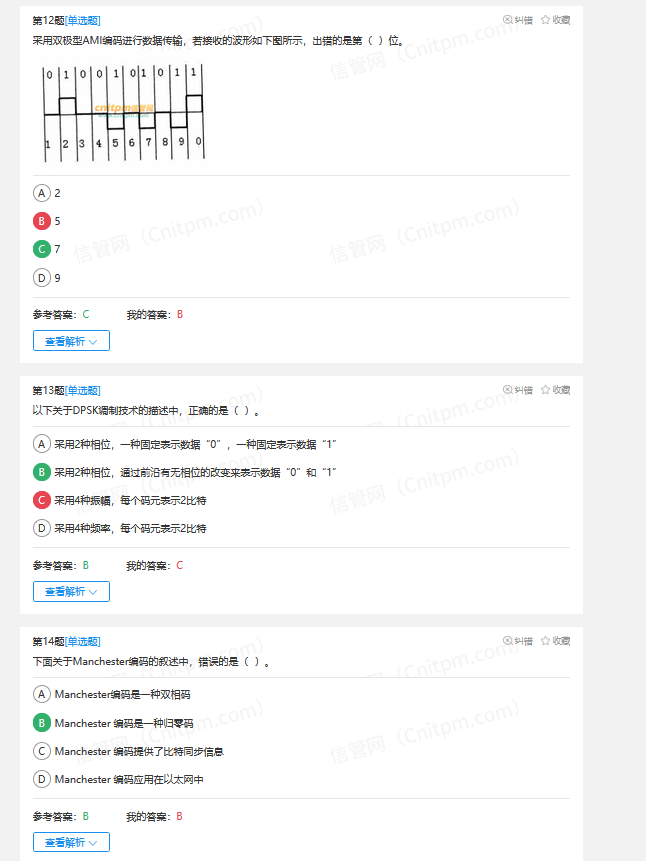 第12题[单选题]
纠错 收藏
采用双极型AMI编码进行数据传输，若接收的波形如下图所示，出错的是第（ ）位。
0 1 0 0 1 0 1 0 1 1
cnitpm信管网
1 2 3 4 5 6 7 8 9 0
A 2
B 5
C 7
D 9
参考答案：C 我的答案：B
查看解析
第13题[单选题]
纠错 收藏
以下关于DPSK调制技术的描述中，正确的是（ ）。
A 采用2种相位，一种固定表示数据“0”，一种固定表示数据“1”
B 采用2种相位，通过前沿有无相位的改变来表示数据“0”和“1”
C 采用4种振幅，每个码元表示2比特
D 采用4种频率，每个码元表示2比特
参考答案：B 我的答案：C
查看解析
第14题[单选题]
纠错 收藏
下面关于Manchester编码的叙述中，错误的是（ ）。
A Manchester编码是一种双相码
B Manchester 编码是一种归零码
C Manchester 编码提供了比特同步信息
D Manchester 编码应用在以太网中
参考答案：B 我的答案：B
查看解析
信管网（Cnitpm.com）